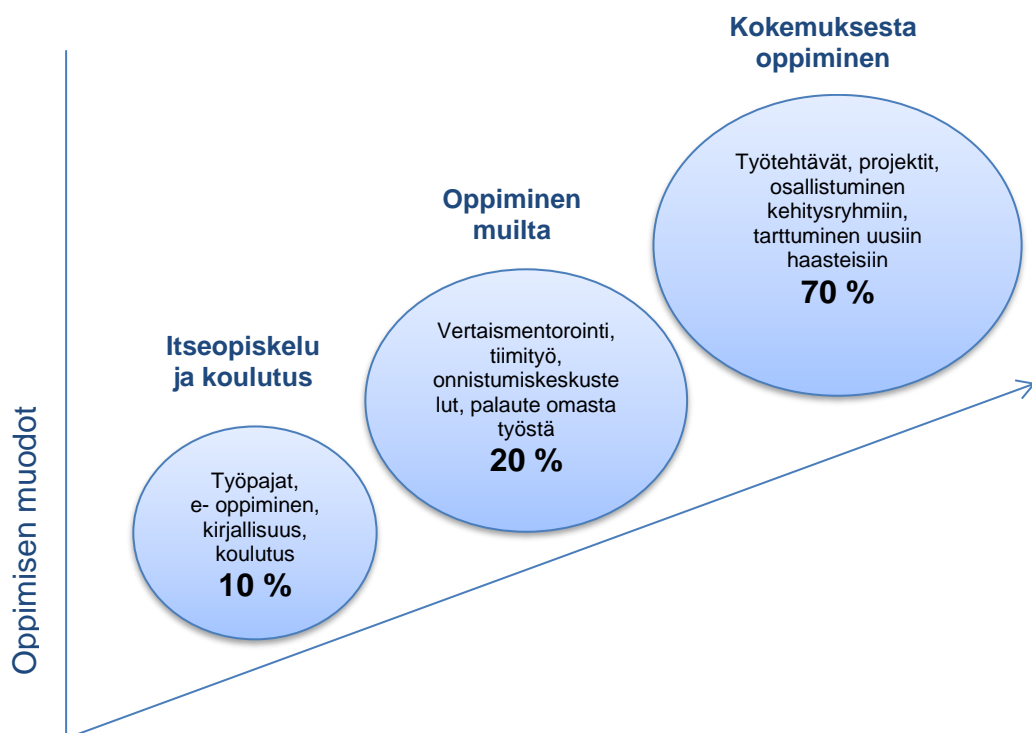 Kokemuksesta
oppiminen
Työtehtävät, projektit,
osallistuminen
kehitysryhmiin,
tarttuminen uusiin
haasteisiin
70 %
Oppiminen
muilta
Vertaismentorointi,
tiimityö,
onnistumiskeskuste
lut, palaute omasta
työstä
20 %
Itseopiskelu
ja koulutus
Työpajat,
e- oppiminen,
kirjallisuus,
koulutus
10 %
Oppimisen muodot